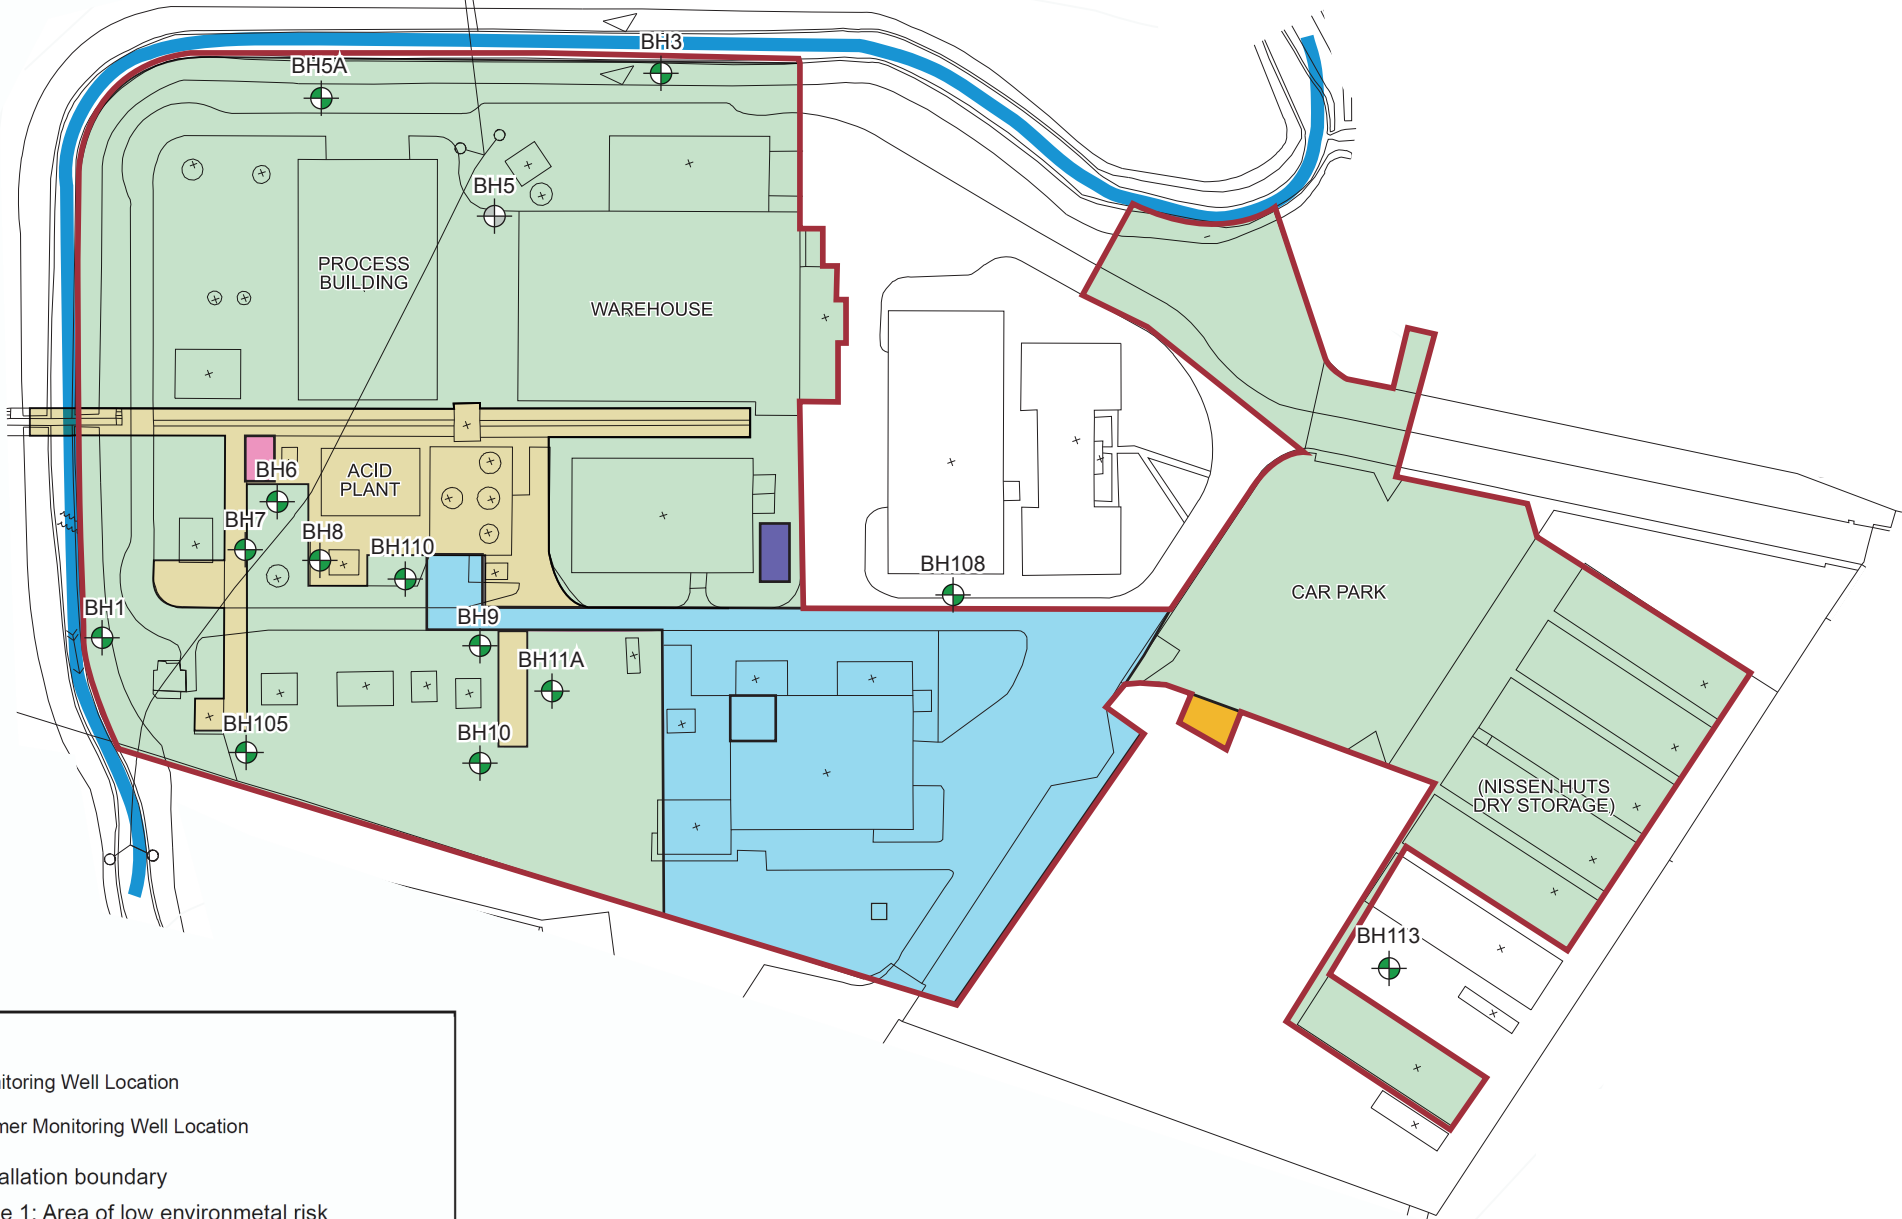 BH3
BH5A
BH5
PROCESS
BUILDING
WAREHOUSE
BH6
ACID
PLANT
BH7
BH8
BH110
BH108
CAR PARK
BH1
BH9
BH11A
BH105
BH10
(NISSEN HUTS
DRY STORAGE)
BH113
itoring Well Location
mer Monitoring Well Location
allation boundary
e 1: Area of low environmetal risk